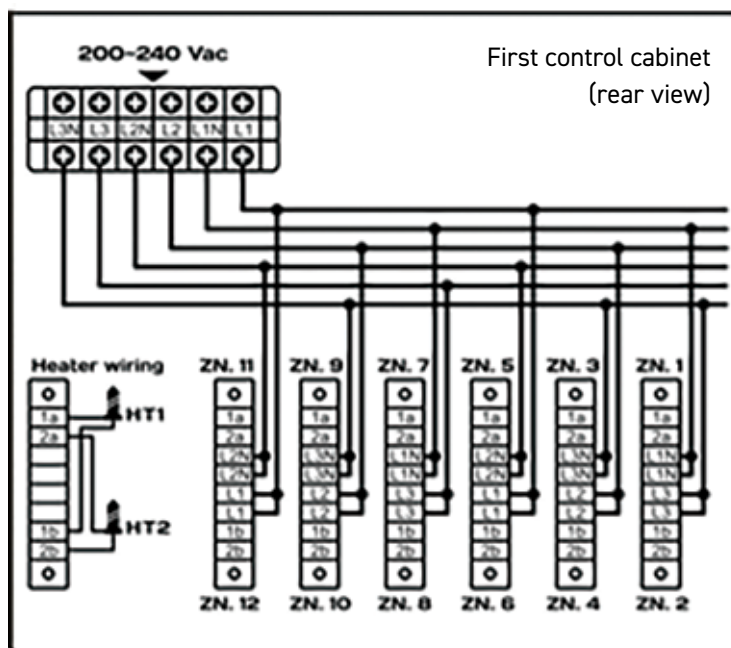 200~240 Vac
First control cabinet
(rear view)
L3N L3 L2N L2 L1N L1
Heater wiring
ZN. 11 ZN. 9 ZN. 7 ZN. 5 ZN. 3 ZN. 1
1a 1a 1a 1a 1a 1a 1a
HT1
2a 2a 2a 2a 2a 2a 2a
L2N L3N L1N L2N L3N L1N
L2N L3N L1N L2N L3N L1N
L1 L2 L3 L1 L2 L3
L1 L2 L3 L1 L2 L3
1b 1b 1b 1b 1b 1b 1b
HT2
2b 2b 2b 2b 2b 2b 2b
ZN. 12 ZN. 10 ZN. 8 ZN. 6 ZN. 4 ZN. 2